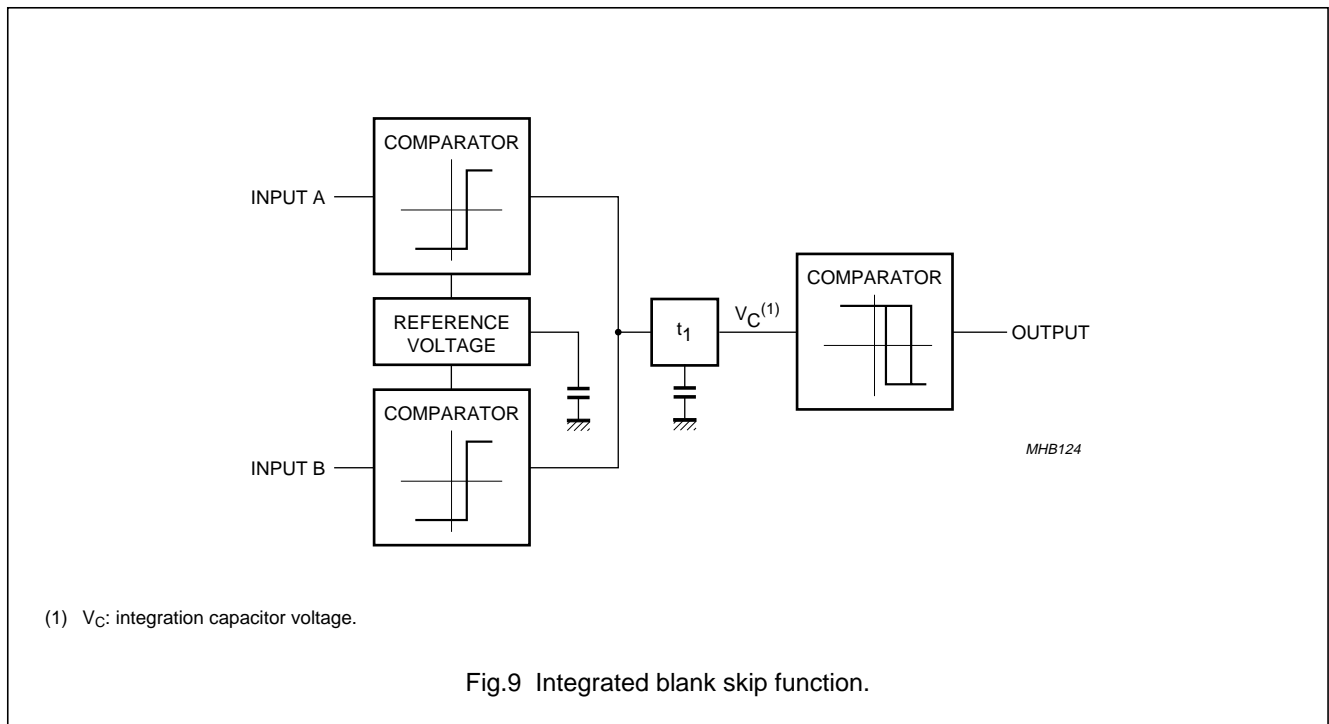 COMPARATOR
INPUT A
REFERENCE
VOLTAGE
COMPARATOR
INPUT B
t1
VC(1)
COMPARATOR
OUTPUT
MHB124
(1) VC: integration capacitor voltage.
Fig.9 Integrated blank skip function.